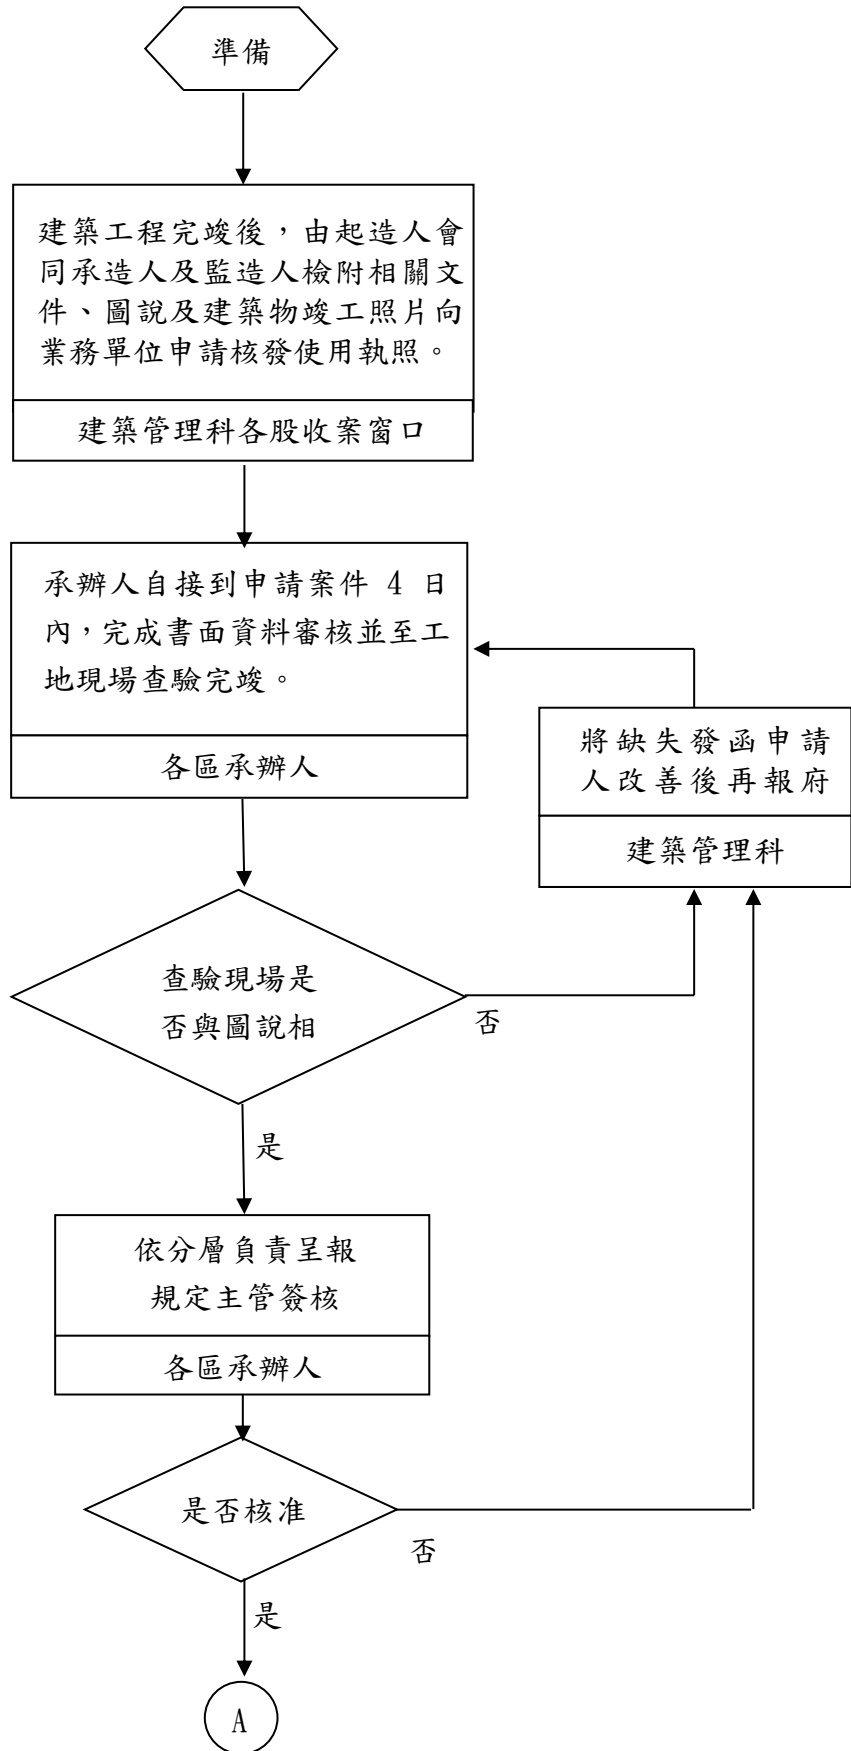 準備
建築工程完竣後，由起造人會
同承造人及監造人檢附相關文
件、圖說及建築物竣工照片向
業務單位申請核發使用執照。
建築管理科各股收案窗口
承辦人自接到申請案件 4 日
內，完成書面資料審核並至工
地現場查驗完竣。
各區承辦人
將缺失發函申請
人改善後再報府
建築管理科
查驗現場是
否與圖說相
否
是
依分層負責呈報
規定主管簽核
各區承辦人
是否核准
否
是
A